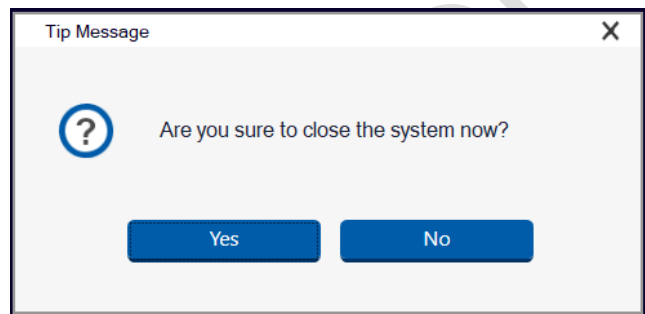 Tip Message
X
?
Are you sure to close the system now?
Yes
No